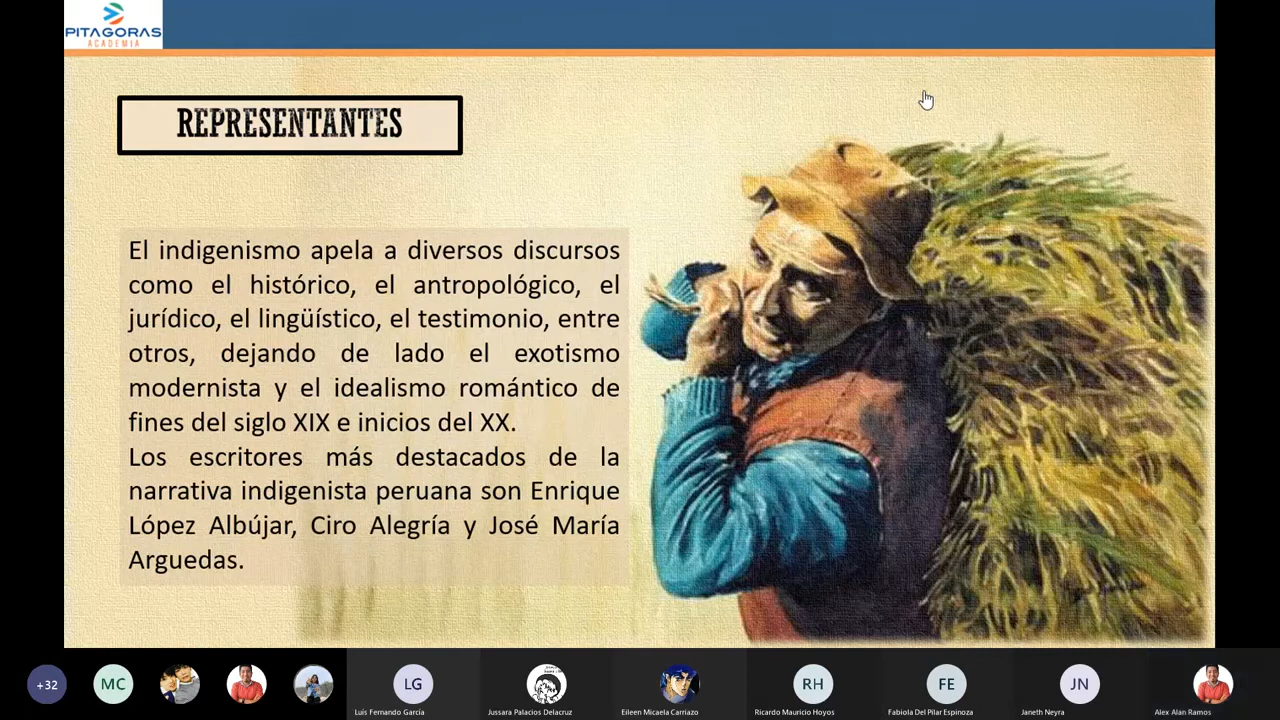 PITAGORAS
ACADEMIA
REPRESENTANTES
El indigenismo apela a diversos discursos
como el histórico, el antropológico, el
jurídico, el lingüístico, el testimonio, entre
otros, dejando de lado el exotismo
modernista y el idealismo romántico de
fines del siglo XIX e inicios del XX.
Los escritores más destacados de la
narrativa indigenista peruana son Enrique
López Albújar, Ciro Alegría y José María
Arguedas.
+32
MC
LG
RH
FE
JN
Luis Fernando García
Jussara Palacios Delacruz
Eileen Micaela Carriazo
Ricardo Mauricio Hoyos
Fabiola Del Pilar Espinoza
Janeth Neyra
Alex Alan Ramos